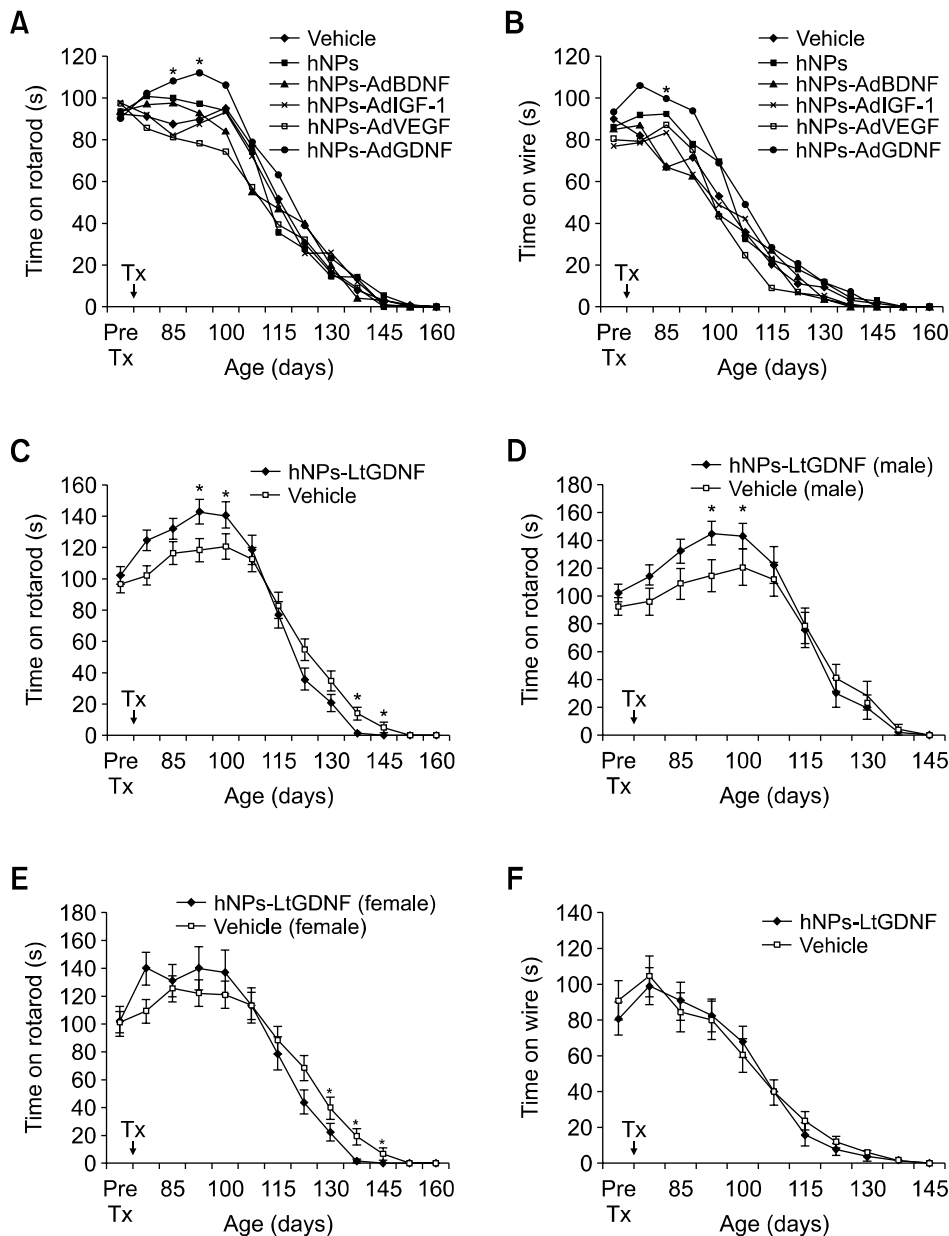 A
Vehicle
hNPs
hNPs-AdBDNF
hNPs-AdIGF-1
hNPs-AdVEGF
hNPs-AdGDNF
Time on rotarod (s)
120
100
80
60
40
20
0
* *
Tx
Pre Tx 85 100 115 130 145 160
Age (days)
B
Vehicle
hNPs
hNPs-AdBDNF
hNPs-AdIGF-1
hNPs-AdVEGF
hNPs-AdGDNF
Time on wire (s)
120
100
80
60
40
20
0
*
Tx
Pre Tx 85 100 115 130 145 160
Age (days)
C
hNPs-LtGDNF
Vehicle
Time on rotarod (s)
160
140
120
100
80
60
40
20
0
* *
* *
Tx
Pre Tx 85 100 115 130 145 160
Age (days)
D
hNPs-LtGDNF (male)
Vehicle (male)
Time on rotarod (s)
180
160
140
120
100
80
60
40
20
0
* *
Tx
Pre Tx 85 100 115 130 145
Age (days)
E
hNPs-LtGDNF (female)
Vehicle (female)
Time on rotarod (s)
180
160
140
120
100
80
60
40
20
0
* * *
Tx
Pre Tx 85 100 115 130 145 160
Age (days)
F
hNPs-LtGDNF
Vehicle
Time on wire (s)
140
120
100
80
60
40
20
0
Tx
Pre Tx 85 100 115 130 145
Age (days)